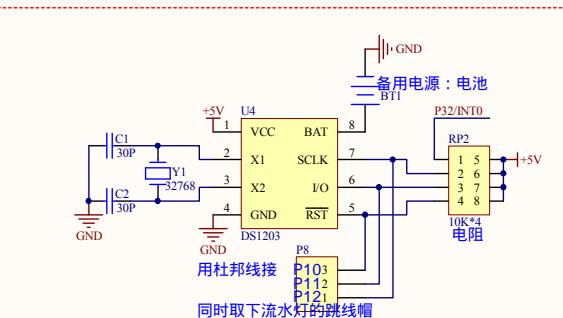 GND
备用电源：电池
BT1
+5V
U4
P32/INT0
1 VCC BAT 8
RP2
C1
30P
Y1
32768
2 X1 SCLK 7
1 5
+5V
2 6
3 X2 I/O 6
3 7
4 8
C2
30P
4 GND RST 5
GND
GND
DS1203
10K*4
电阻
P8
用杜邦线接
P10 3
P11 2
P12 1
同时取下流水灯的跳线帽